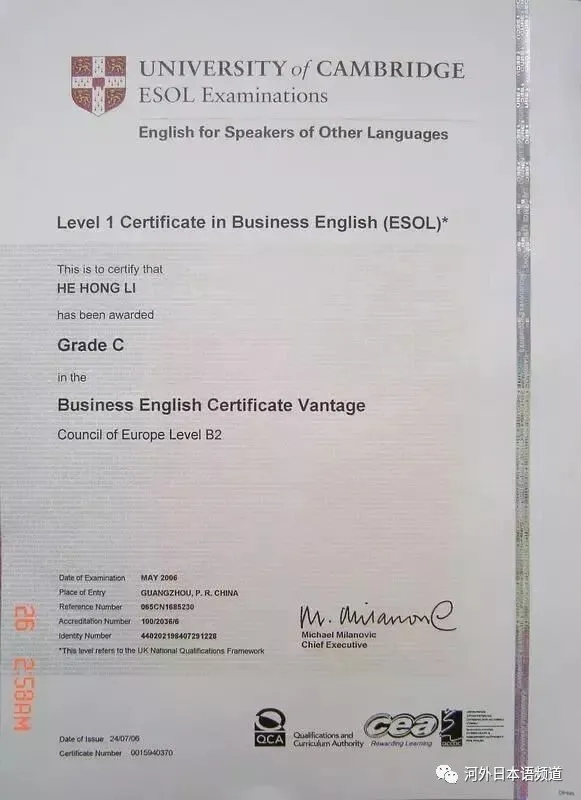 UNIVERSITY of CAMBRIDGE
ESOL Examinations
English for Speakers of Other Languages
Level 1 Certificate in Business English (ESOL)*
This is to certify that
HE HONG LI
has been awarded
Grade C
in the
Business English Certificate Vantage
Council of Europe Level B2
Date of Examination MAY 2006
Place of Entry GUANGZHOU, P. R. CHINA
Reference Number 065CN1685230
Accreditation Number 100/2036/6
Identity Number 440202198407291228
*This level refers to the UK National Qualifications Framework
M. Milanovic
Michael Milanovic
Chief Executive
26 2:58AM
Date of Issue 24/07/06
Certificate Number 0015940370
QCA
Qualifications and
Curriculum Authority
cea
Rewarding Learning
河外日本语频道